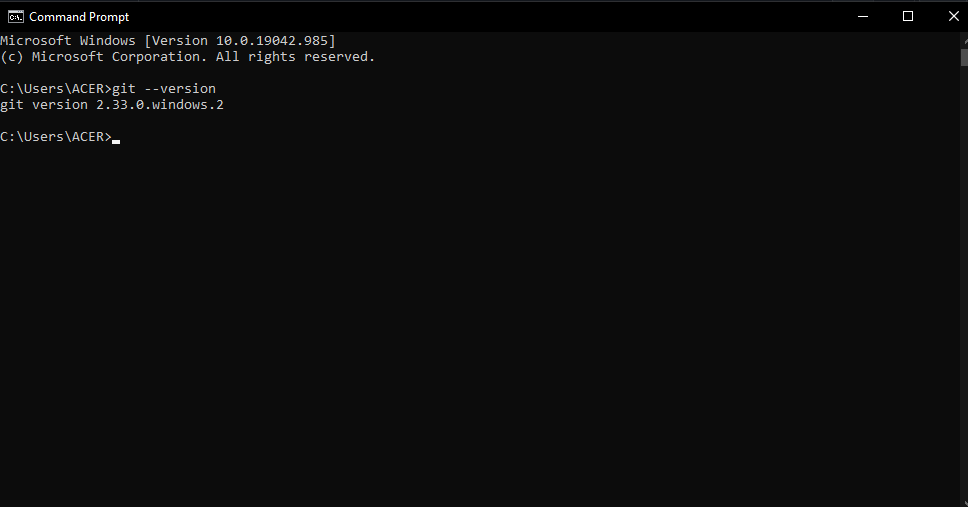 Command Prompt
Microsoft Windows [Version 10.0.19042.985]
(c) Microsoft Corporation. All rights reserved.
C:\Users\ACER>git --version
git version 2.33.0.windows.2
C:\Users\ACER>